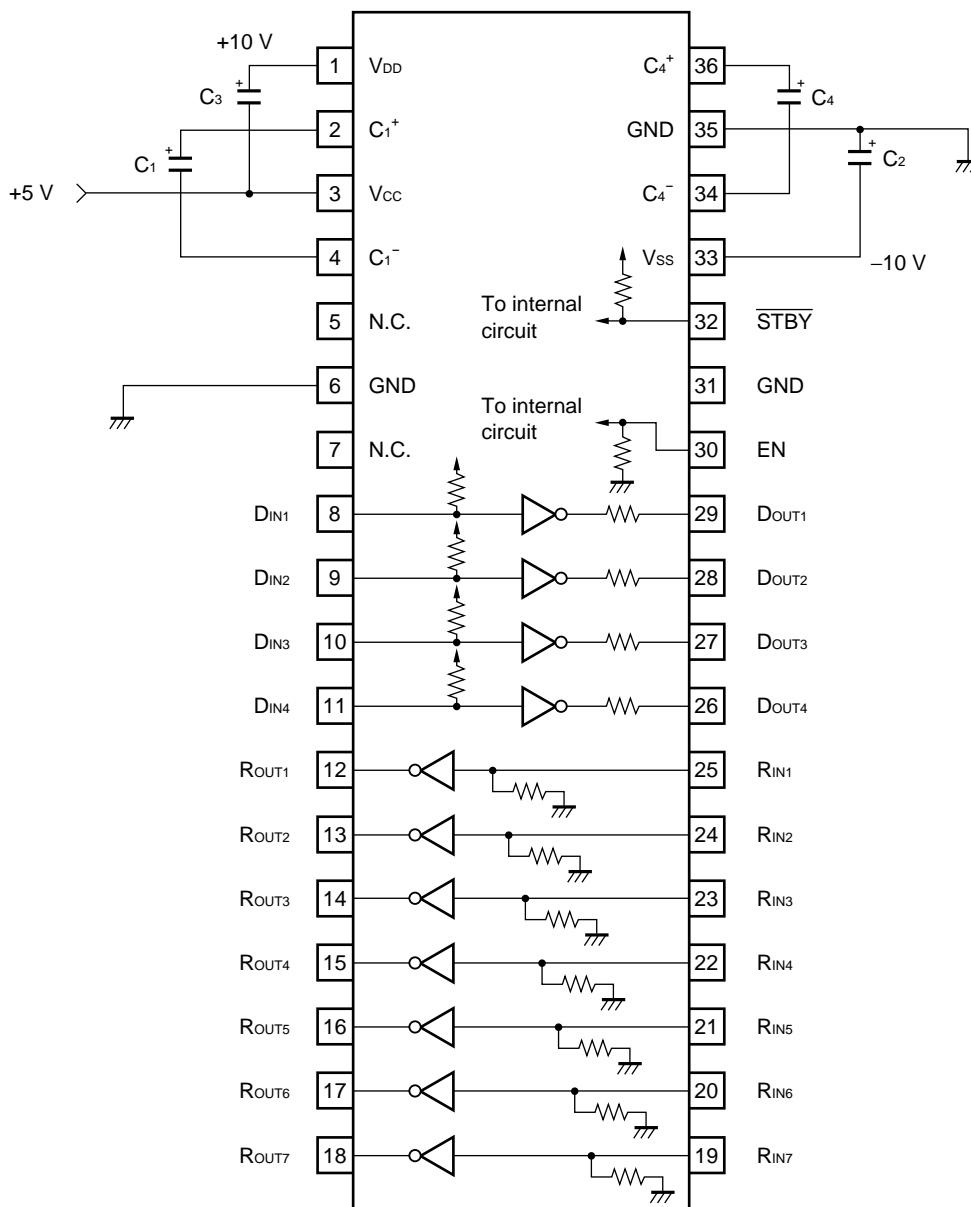 +10 V
1 VDD C4+ 36
+ C3 + C4
2 C1+ GND 35
+ C1 + C2
+5 V 3 VCC C4− 34
4 C1− VSS 33 −10 V
5 N.C. To internal circuit 32 STBY
6 GND 31 GND
7 N.C. To internal circuit 30 EN
DIN1 8 29 DOUT1
DIN2 9 28 DOUT2
DIN3 10 27 DOUT3
DIN4 11 26 DOUT4
ROUT1 12 25 RIN1
ROUT2 13 24 RIN2
ROUT3 14 23 RIN3
ROUT4 15 22 RIN4
ROUT5 16 21 RIN5
ROUT6 17 20 RIN6
ROUT7 18 19 RIN7